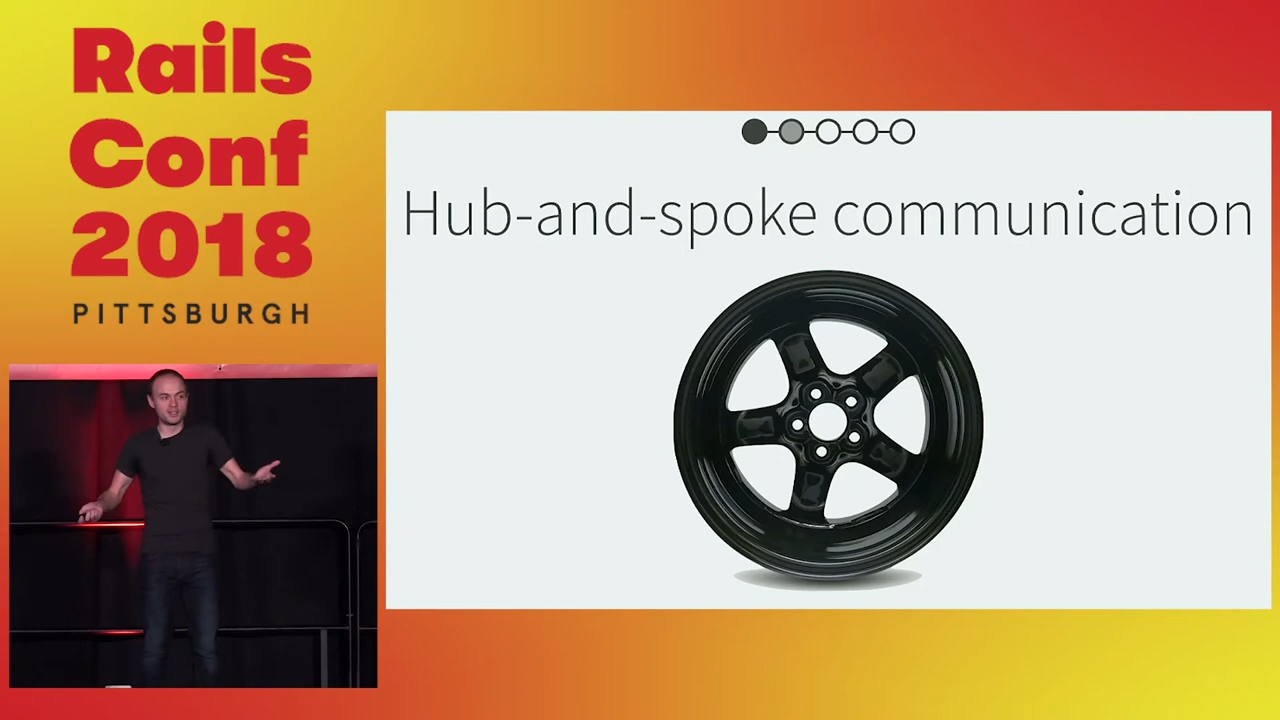 Rails
Conf
2018
PITTSBURGH
Hub-and-spoke communication